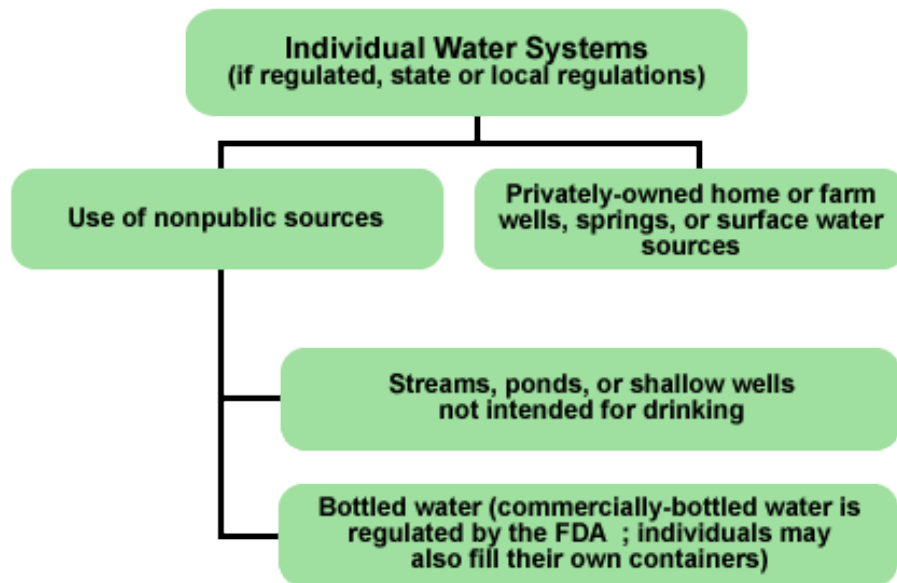 Individual Water Systems
(if regulated, state or local regulations)
Use of nonpublic sources
Privately-owned home or farm
wells, springs, or surface water
sources
Streams, ponds, or shallow wells
not intended for drinking
Bottled water (commercially-bottled water is
regulated by the FDA ; individuals may
also fill their own containers)